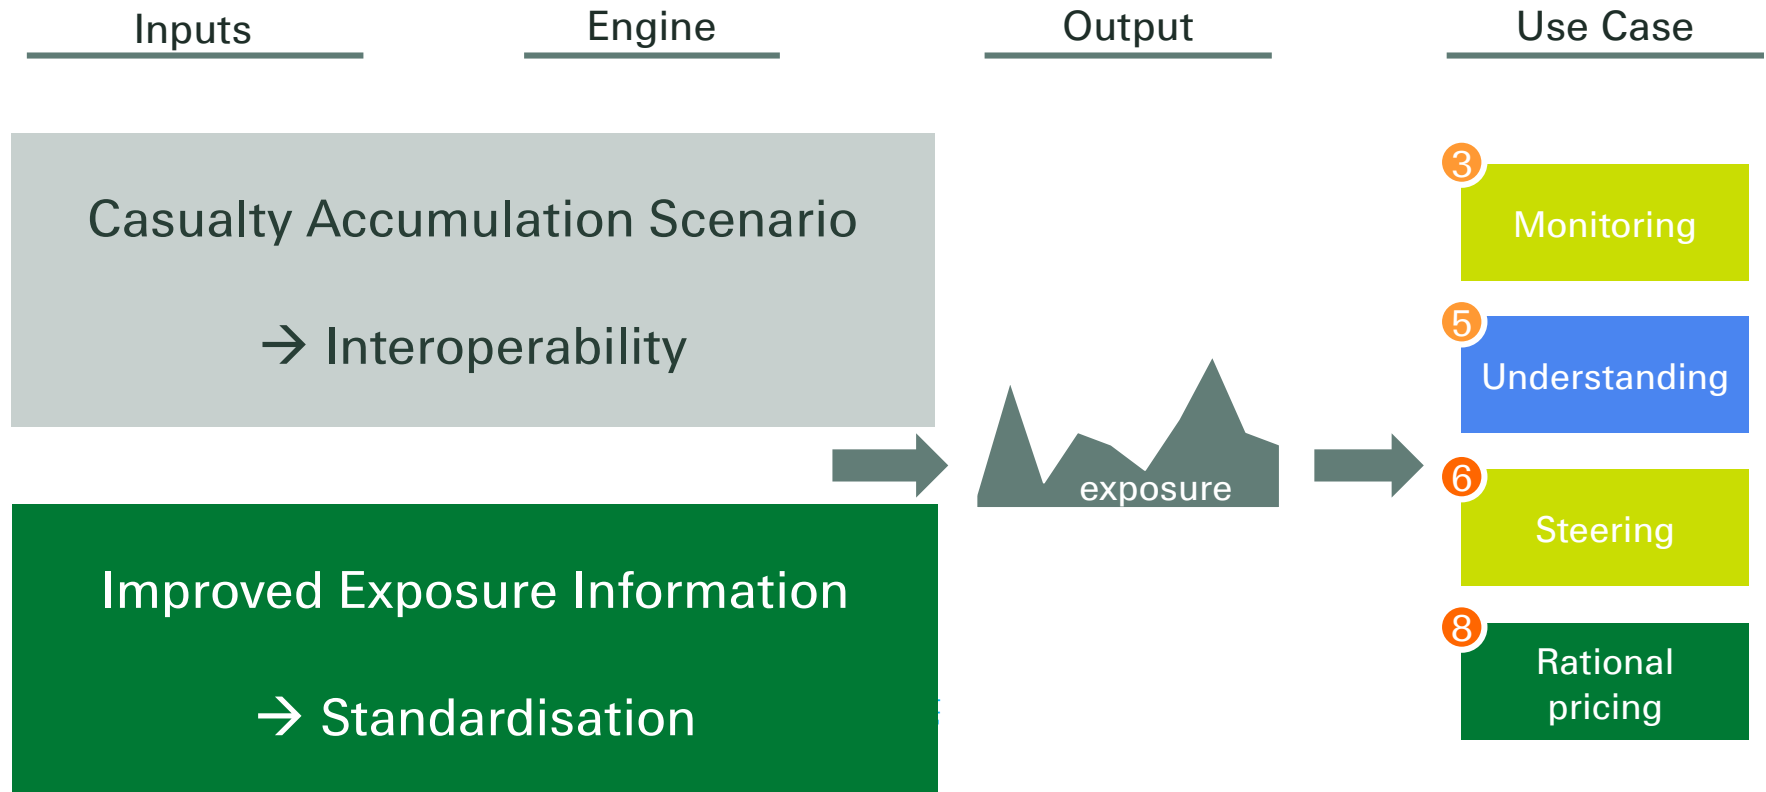 Inputs
Engine
Output
Use Case
Casualty Accumulation Scenario
→ Interoperability
Improved Exposure Information
→ Standardisation
exposure
3
Monitoring
5
Understanding
6
Steering
8
Rational
pricing